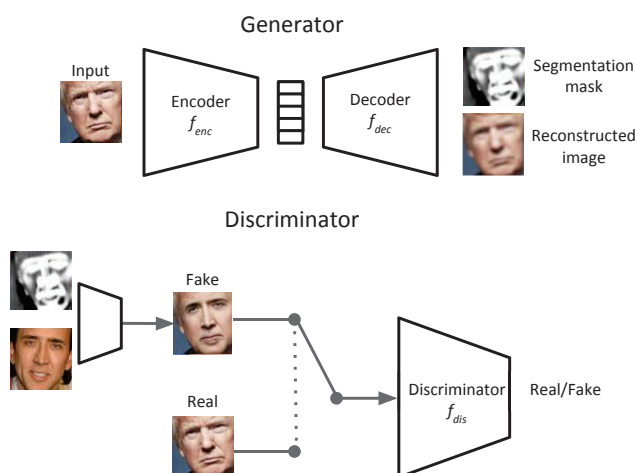 Generator
Input
Encoder
f_enc
Decoder
f_dec
Segmentation
mask
Reconstructed
image
Discriminator
Fake
Real
Discriminator
f_dis
Real/Fake